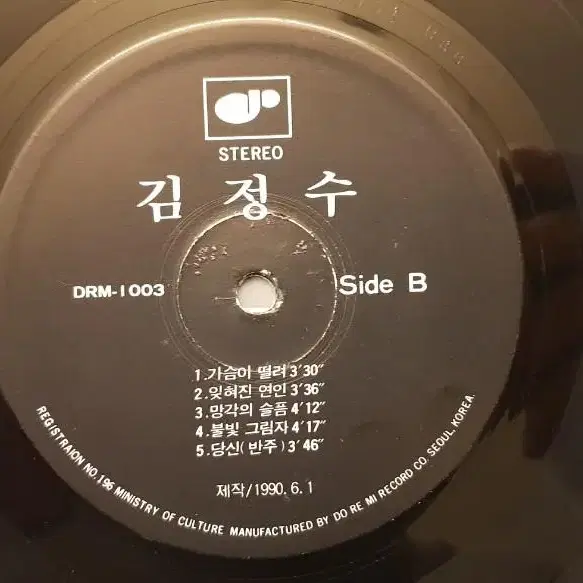 STEREO
김정수
DRM-1003
Side B
1.가슴이 떨려 3′30″
2.잊혀진 연인 3′36″
3.망각의 슬픔 4′12″
4.불빛 그림자 4′17″
5.당신(반주) 3′46″
제작/1990.6.1
REGISTRAION NO.196 MINISTRY OF CULTURE MANUFACTURED BY DO RE MI RECORD CO. SEOUL. KOREA.